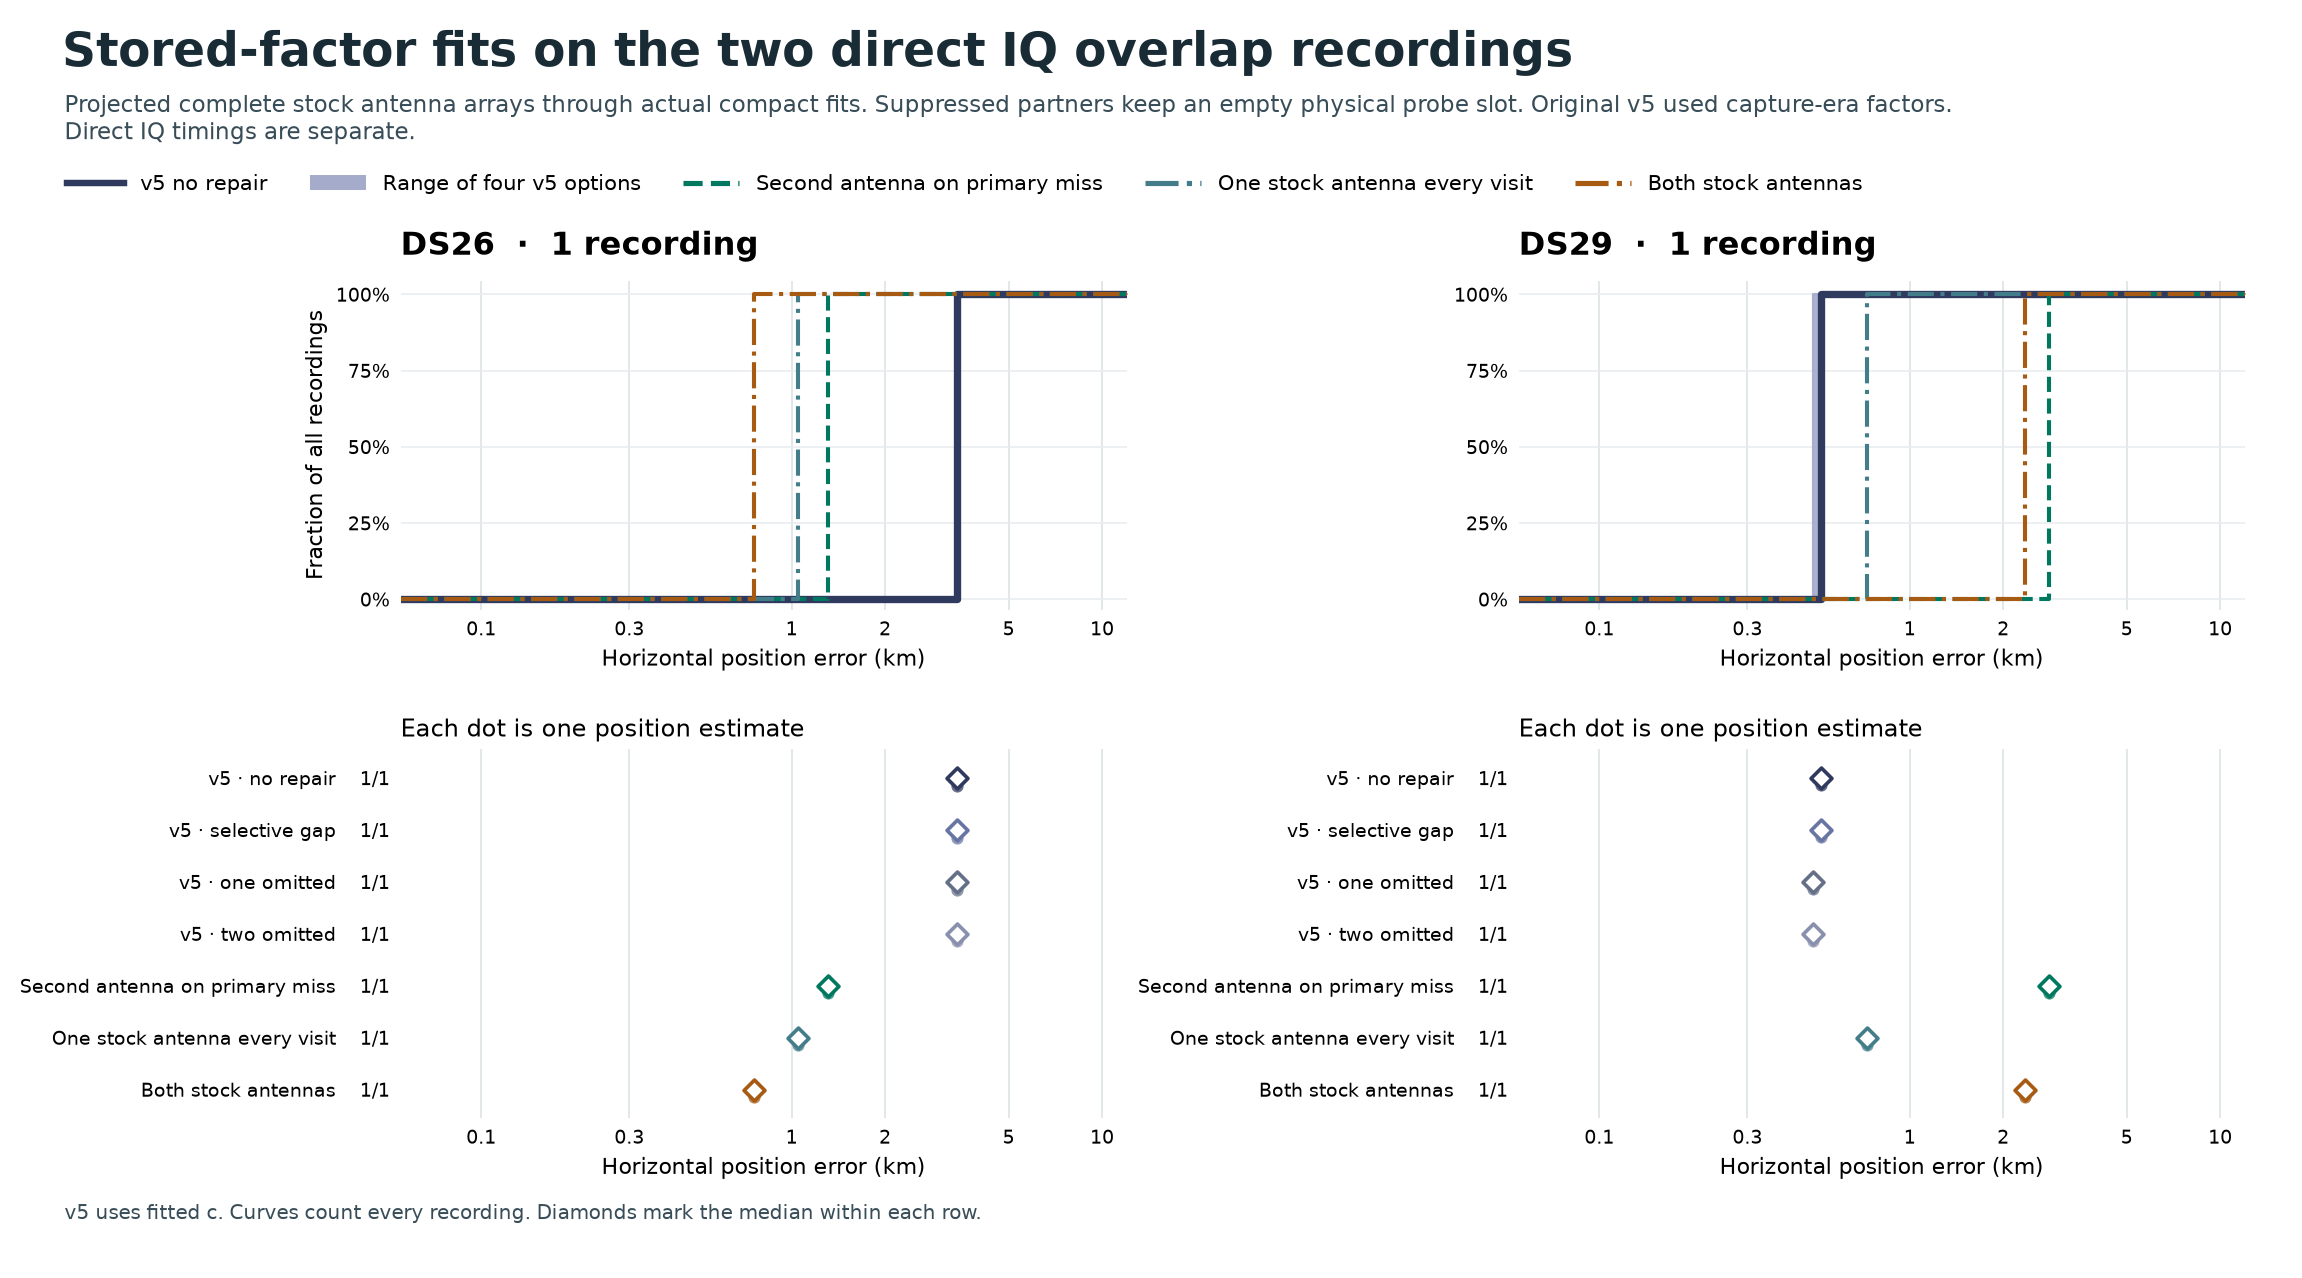 Stored-factor fits on the two direct IQ overlap recordings
Projected complete stock antenna arrays through actual compact fits. Suppressed partners keep an empty physical probe slot. Original v5 used capture-era factors.
Direct IQ timings are separate.
v5 no repair
Range of four v5 options
Second antenna on primary miss
One stock antenna every visit
Both stock antennas
DS26 · 1 recording
Fraction of all recordings
100%
75%
50%
25%
0%
0.1 0.3 1 2 5 10
Horizontal position error (km)
DS29 · 1 recording
100%
75%
50%
25%
0%
0.1 0.3 1 2 5 10
Horizontal position error (km)
Each dot is one position estimate
v5 · no repair 1/1
v5 · selective gap 1/1
v5 · one omitted 1/1
v5 · two omitted 1/1
Second antenna on primary miss 1/1
One stock antenna every visit 1/1
Both stock antennas 1/1
0.1 0.3 1 2 5 10
Horizontal position error (km)
Each dot is one position estimate
v5 · no repair 1/1
v5 · selective gap 1/1
v5 · one omitted 1/1
v5 · two omitted 1/1
Second antenna on primary miss 1/1
One stock antenna every visit 1/1
Both stock antennas 1/1
0.1 0.3 1 2 5 10
Horizontal position error (km)
v5 uses fitted c. Curves count every recording. Diamonds mark the median within each row.